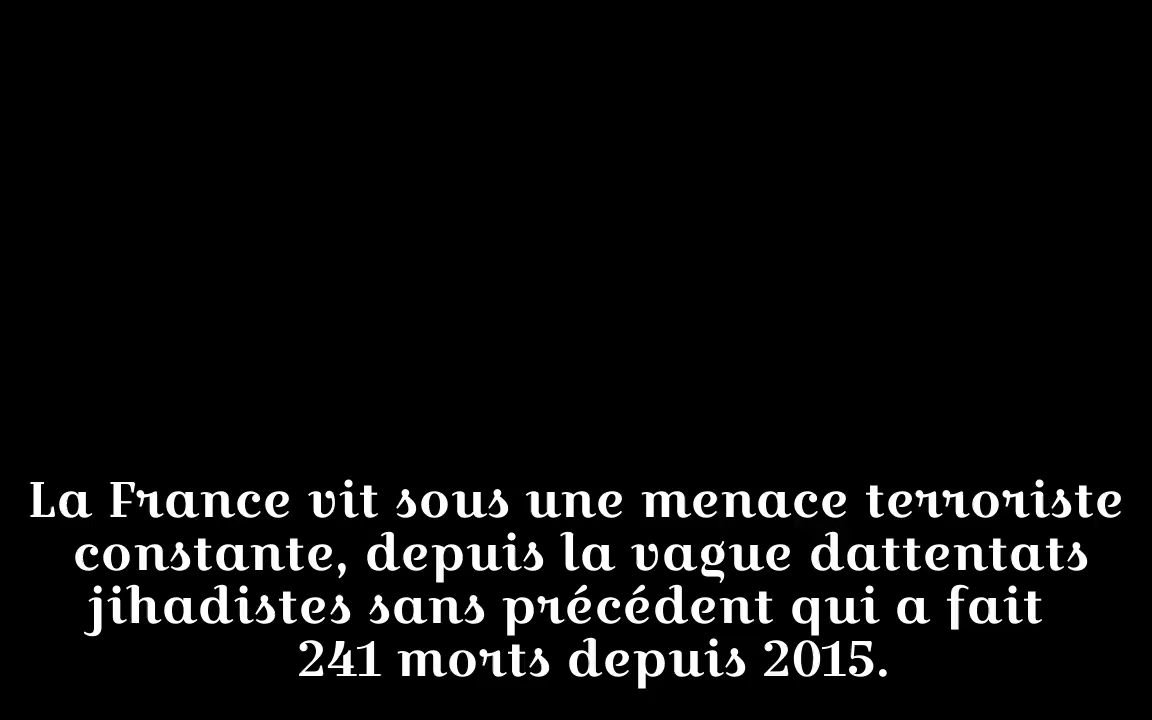 La France vit sous une menace terroriste
constante, depuis la vague dattentats
jihadistes sans précédent qui a fait
241 morts depuis 2015.